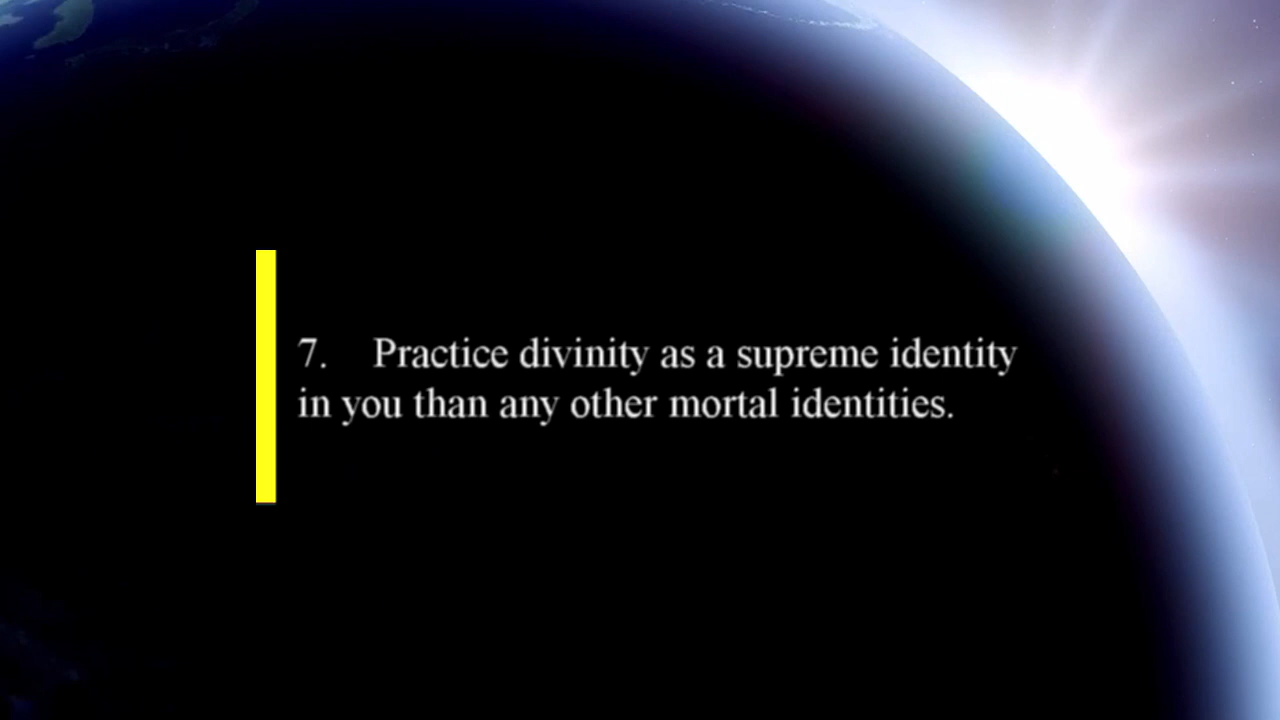 7. Practice divinity as a supreme identity
in you than any other mortal identities.